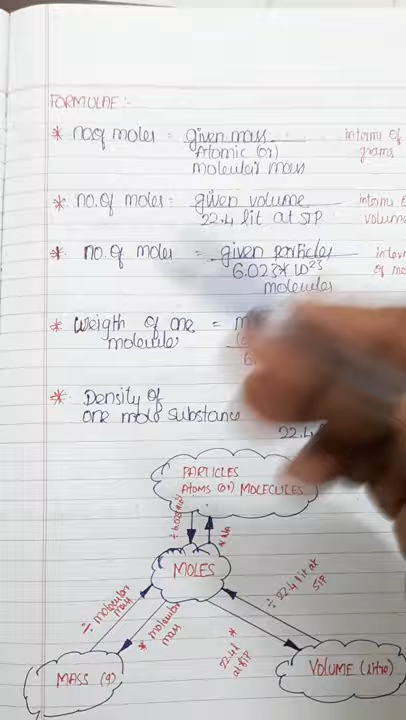 FORMULAE :-
* no.of moles = given mass interms of
Atomic (or) grams
molecular mass
* no. of moles = given volume interms
22.4 lit at STP volume
* no. of moles = given particles
6.023*10^23 of
molecules
* Weigth of one =
molecule
* Density of
one mole substance
22.4
PARTICLES
Atoms (or) MOLECULES
MOLES
÷ molecular
mass
* molecular
mass
÷ 22.4 lit at
STP
22.4 l *
at STP
MASS (g)
VOLUME (litre)